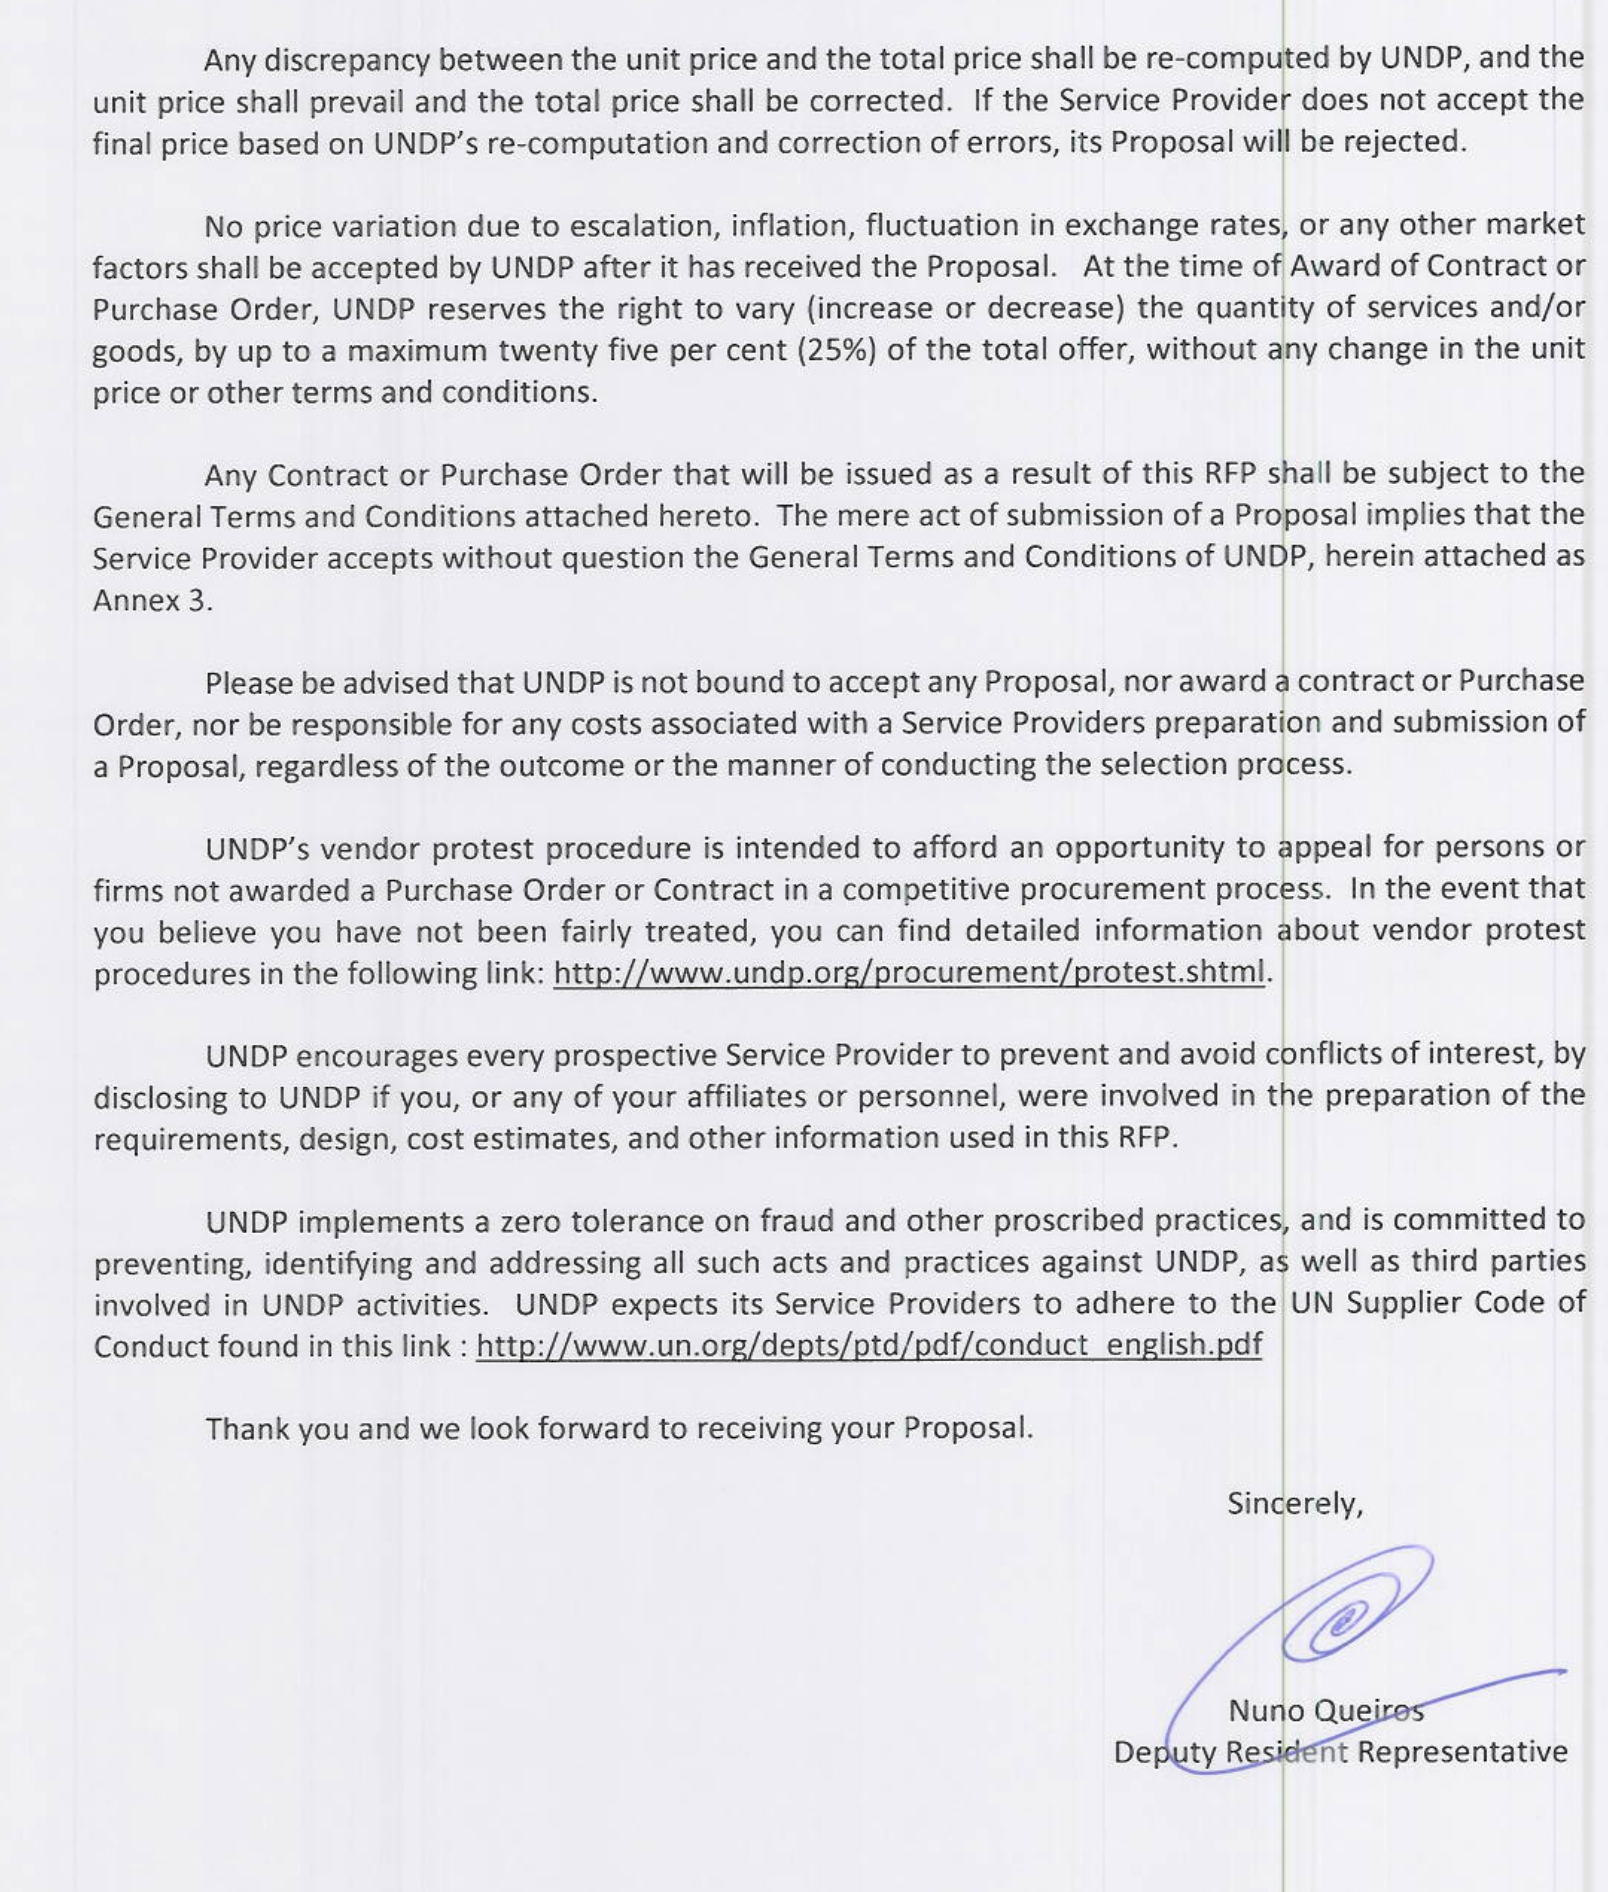 Any discrepancy between the unit price and the total price shall be re-computed by UNDP, and the
unit price shall prevail and the total price shall be corrected.  If the Service Provider does not accept the
final price based on UNDP’s re-computation and correction of errors, its Proposal will be rejected.
No price variation due to escalation, inflation, fluctuation in exchange rates, or any other market
factors shall be accepted by UNDP after it has received the Proposal.   At the time of Award of Contract or
Purchase Order, UNDP reserves the right to vary (increase or decrease) the quantity of services and/or
goods, by up to a maximum twenty five per cent (25%) of the total offer, without any change in the unit
price or other terms and conditions.
Any Contract or Purchase Order that will be issued as a result of this RFP shall be subject to the
General Terms and Conditions attached hereto.  The mere act of submission of a Proposal implies that the
Service Provider accepts without question the General Terms and Conditions of UNDP, herein attached as
Annex 3.
Please be advised that UNDP is not bound to accept any Proposal, nor award a contract or Purchase
Order, nor be responsible for any costs associated with a Service Providers preparation and submission of
a Proposal, regardless of the outcome or the manner of conducting the selection process.
UNDP’s vendor protest procedure is intended to afford an opportunity to appeal for persons or
firms not awarded a Purchase Order or Contract in a competitive procurement process.  In the event that
you believe you have not been fairly treated, you can find detailed information about vendor protest
procedures in the following link: http://www.undp.org/procurement/protest.shtml.
UNDP encourages every prospective Service Provider to prevent and avoid conflicts of interest, by
disclosing to UNDP if you, or any of your affiliates or personnel, were involved in the preparation of the
requirements, design, cost estimates, and other information used in this RFP.
UNDP implements a zero tolerance on fraud and other proscribed practices, and is committed to
preventing, identifying and addressing all such acts and practices against UNDP, as well as third parties
involved in UNDP activities.  UNDP expects its Service Providers to adhere to the UN Supplier Code of
Conduct found in this link : http://www.un.org/depts/ptd/pdf/conduct_english.pdf
Thank you and we look forward to receiving your Proposal.
Sincerely,
Nuno Queiros
Deputy Resident Representative